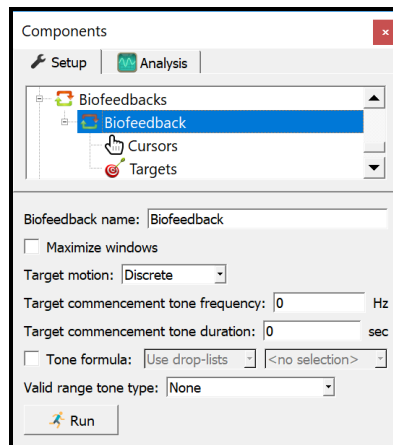 Components
Setup Analysis
Biofeedbacks
Biofeedback
Cursors
Targets
Biofeedback name: Biofeedback
Maximize windows
Target motion: Discrete
Target commencement tone frequency: 0 Hz
Target commencement tone duration: 0 sec
Tone formula: Use drop-lists <no selection>
Valid range tone type: None
Run